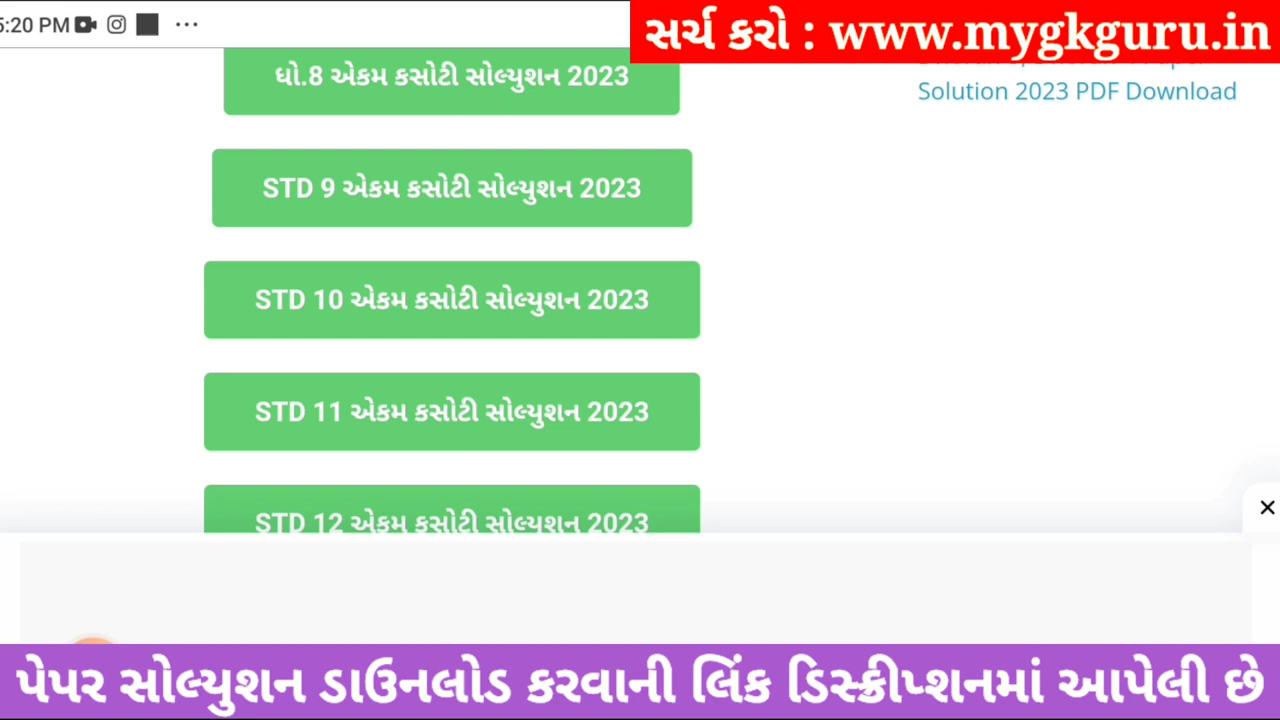 5:20 PM
સર્ચ કરો : www.mygkguru.in
ધો.8 એકમ કસોટી સોલ્યુશન 2023
Solution 2023 PDF Download
STD 9 એકમ કસોટી સોલ્યુશન 2023
STD 10 એકમ કસોટી સોલ્યુશન 2023
STD 11 એકમ કસોટી સોલ્યુશન 2023
STD 12 એકમ કસોટી સોલ્યુશન 2023
પેપર સોલ્યુશન ડાઉનલોડ કરવાની લિંક ડિસ્ક્રીપ્શનમાં આપેલી છે